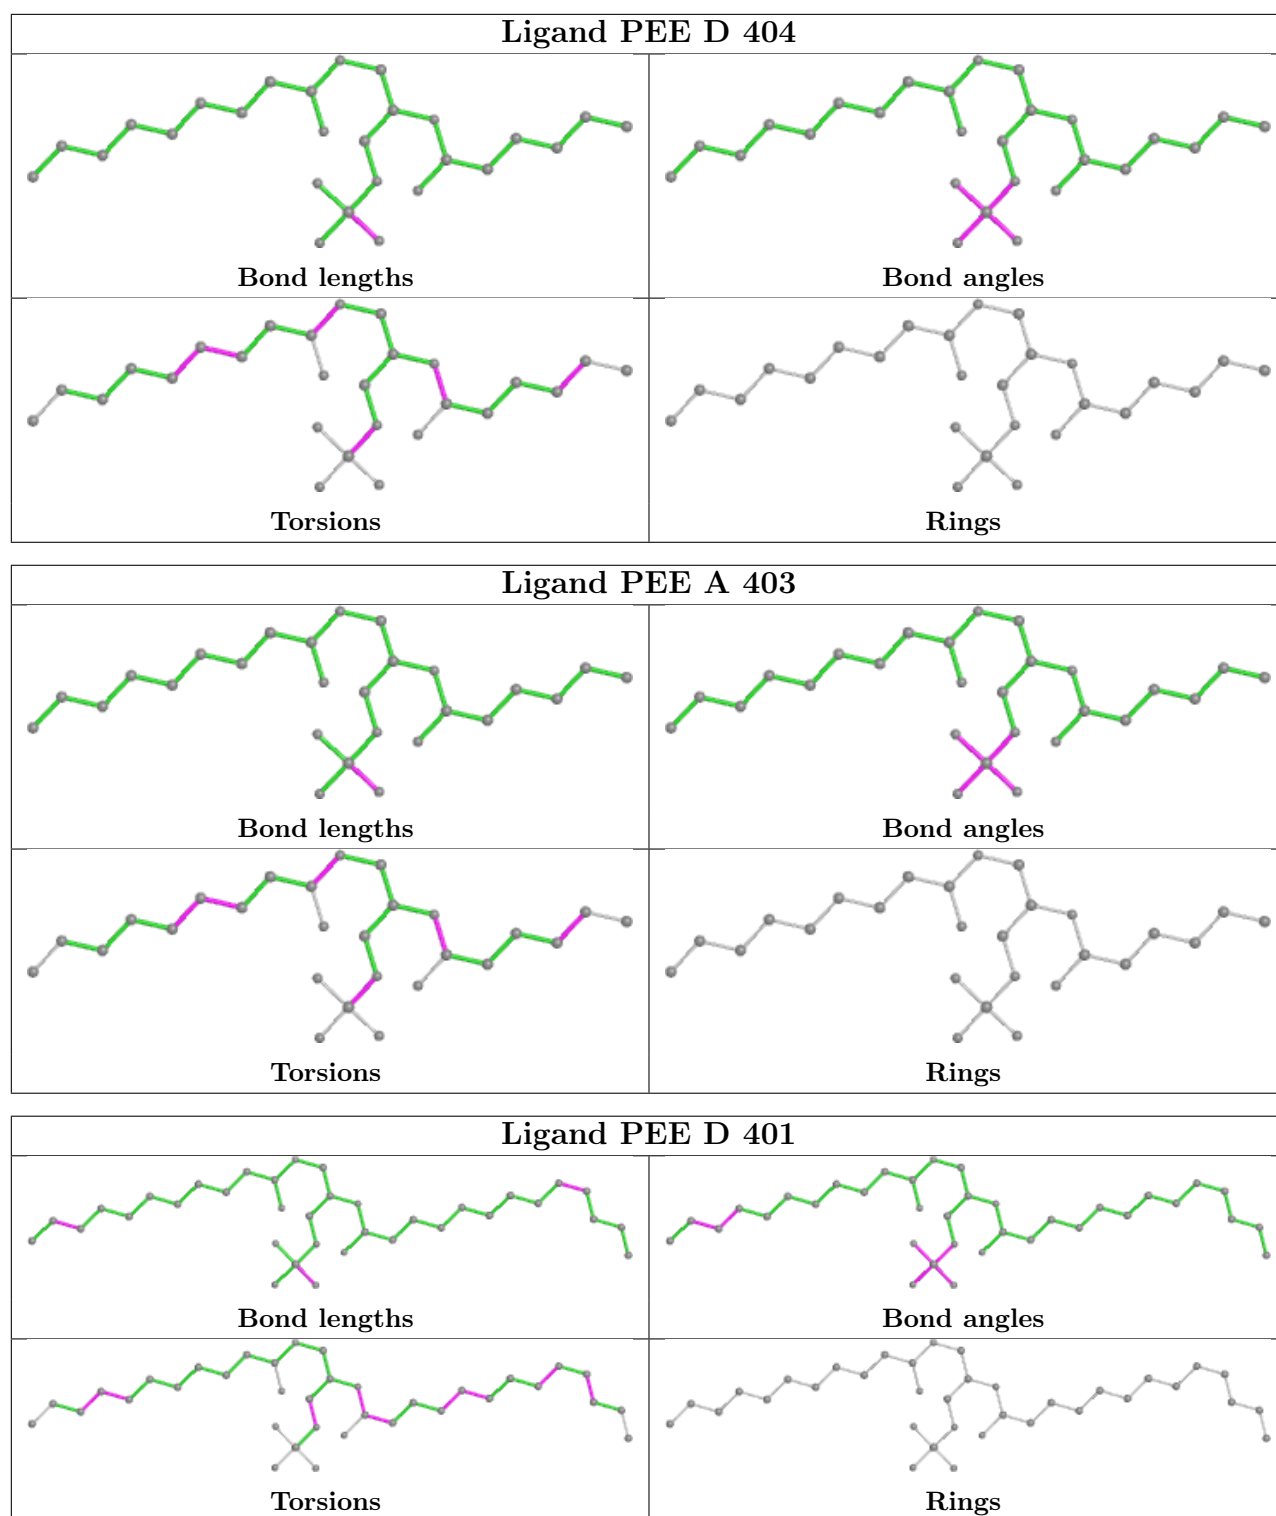 Ligand PEE D 404
Bond lengths
Bond angles
Torsions
Rings
Ligand PEE A 403
Bond lengths
Bond angles
Torsions
Rings
Ligand PEE D 401
Bond lengths
Bond angles
Torsions
Rings